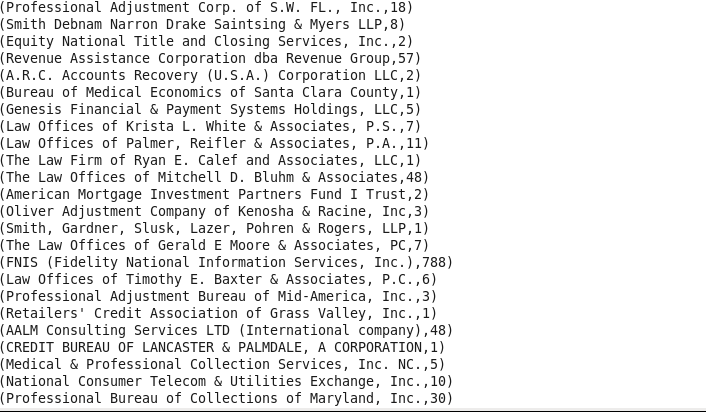 (Professional Adjustment Corp. of S.W. FL., Inc.,18)
(Smith Debnam Narron Drake Saintsing & Myers LLP,8)
(Equity National Title and Closing Services, Inc.,2)
(Revenue Assistance Corporation dba Revenue Group,57)
(A.R.C. Accounts Recovery (U.S.A.) Corporation LLC,2)
(Bureau of Medical Economics of Santa Clara County,1)
(Genesis Financial & Payment Systems Holdings, LLC,5)
(Law Offices of Krista L. White & Associates, P.S.,7)
(Law Offices of Palmer, Reifler & Associates, P.A.,11)
(The Law Firm of Ryan E. Calef and Associates, LLC,1)
(The Law Offices of Mitchell D. Bluhm & Associates,48)
(American Mortgage Investment Partners Fund I Trust,2)
(Oliver Adjustment Company of Kenosha & Racine, Inc,3)
(Smith, Gardner, Slusk, Lazer, Pohren & Rogers, LLP,1)
(The Law Offices of Gerald E Moore & Associates, PC,7)
(FNIS (Fidelity National Information Services, Inc.),788)
(Law Offices of Timothy E. Baxter & Associates, P.C.,6)
(Professional Adjustment Bureau of Mid-America, Inc.,3)
(Retailers' Credit Association of Grass Valley, Inc.,1)
(AALM Consulting Services LTD (International company),48)
(CREDIT BUREAU OF LANCASTER & PALMDALE, A CORPORATION,1)
(Medical & Professional Collection Services, Inc. NC.,5)
(National Consumer Telecom & Utilities Exchange, Inc.,10)
(Professional Bureau of Collections of Maryland, Inc.,30)